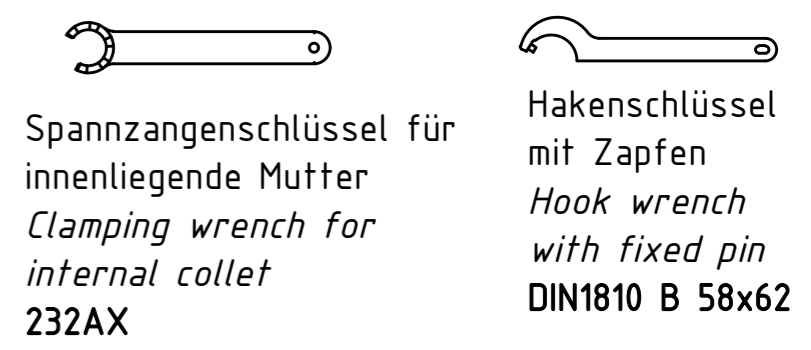 Spannzangenschlüssel für
innenliegende Mutter
Clamping wrench for
internal collet
232AX
Hakenschlüssel
mit Zapfen
Hook wrench
with fixed pin
DIN1810 B 58x62